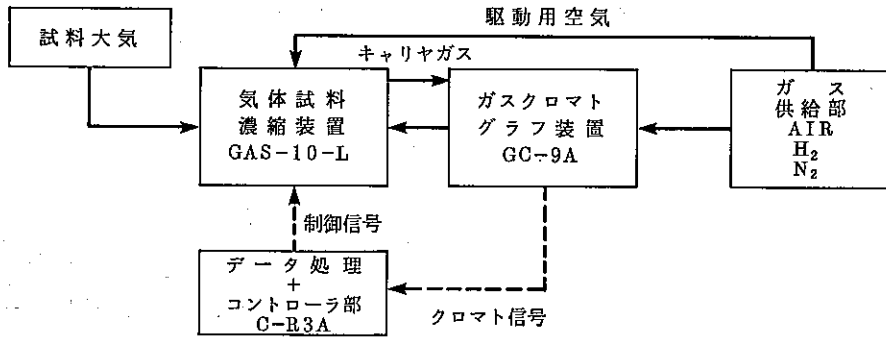 駆動用空気
試料大気
キャリヤガス
気体試料
濃縮装置
GAS-10-L
ガスクロマト
グラフ装置
GC-9A
ガス
供給部
AIR
H₂
N₂
制御信号
データ処理
+
コントローラ部
C-R3A
クロマト信号